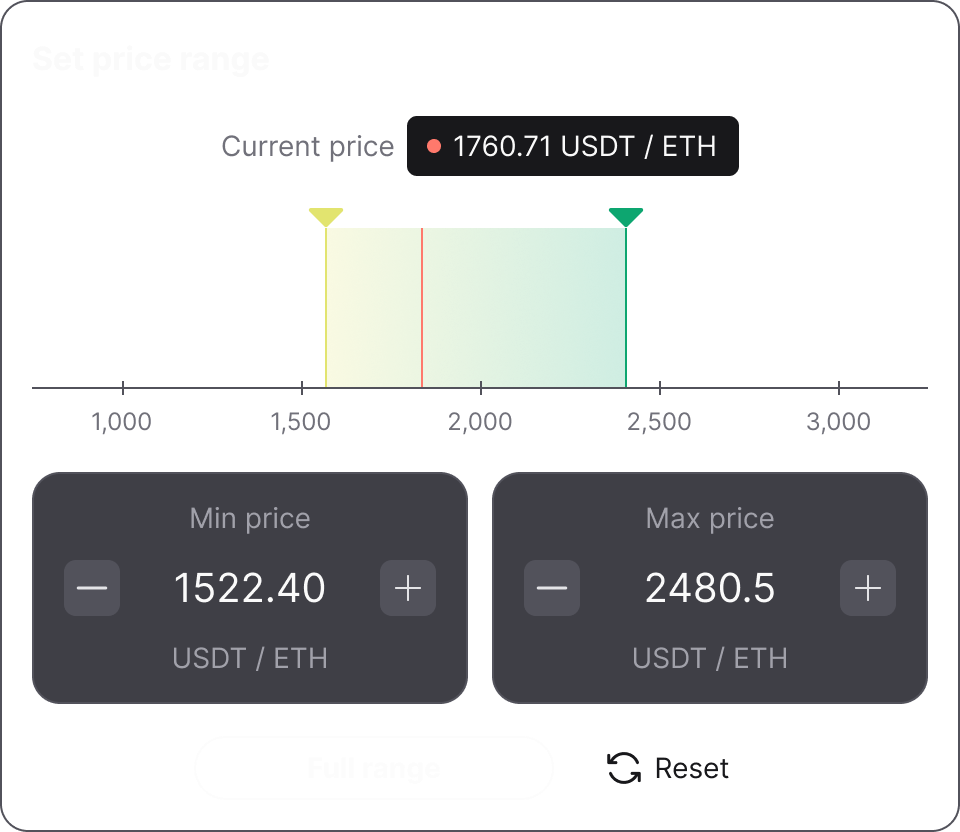 Set price range
Current price 1760.71 USDT / ETH
1,000 1,500 2,000 2,500 3,000
Min price
1522.40
USDT / ETH
Max price
2480.5
USDT / ETH
Full range
Reset